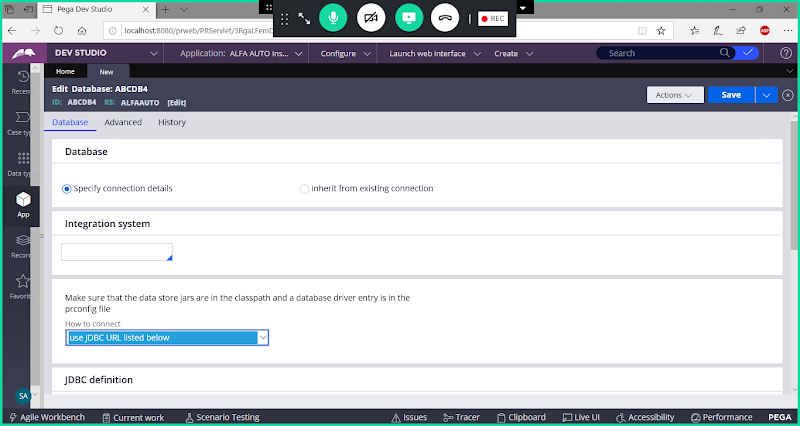 Pega Dev Studio
REC
localhost:8080/prweb/PRServlet/3RgaLFemD
ABP
DEV STUDIO
Application: ALFA AUTO Ins...
Configure
Launch web interface
Create
Search
Home
New
Edit Database: ABCDB4
ID: ABCDB4 RS: ALFAAUTO [Edit]
Actions
Save
Recen
Case typ
Data typ
App
Record
Favorit
SA
Database
Advanced
History
Database
Specify connection details
Inherit from existing connection
Integration system
Make sure that the data store jars are in the classpath and a database driver entry is in the
prconfig file
How to connect
use JDBC URL listed below
JDBC definition
Agile Workbench
Current work
Scenario Testing
Issues
Tracer
Clipboard
Live UI
Accessibility
Performance
PEGA